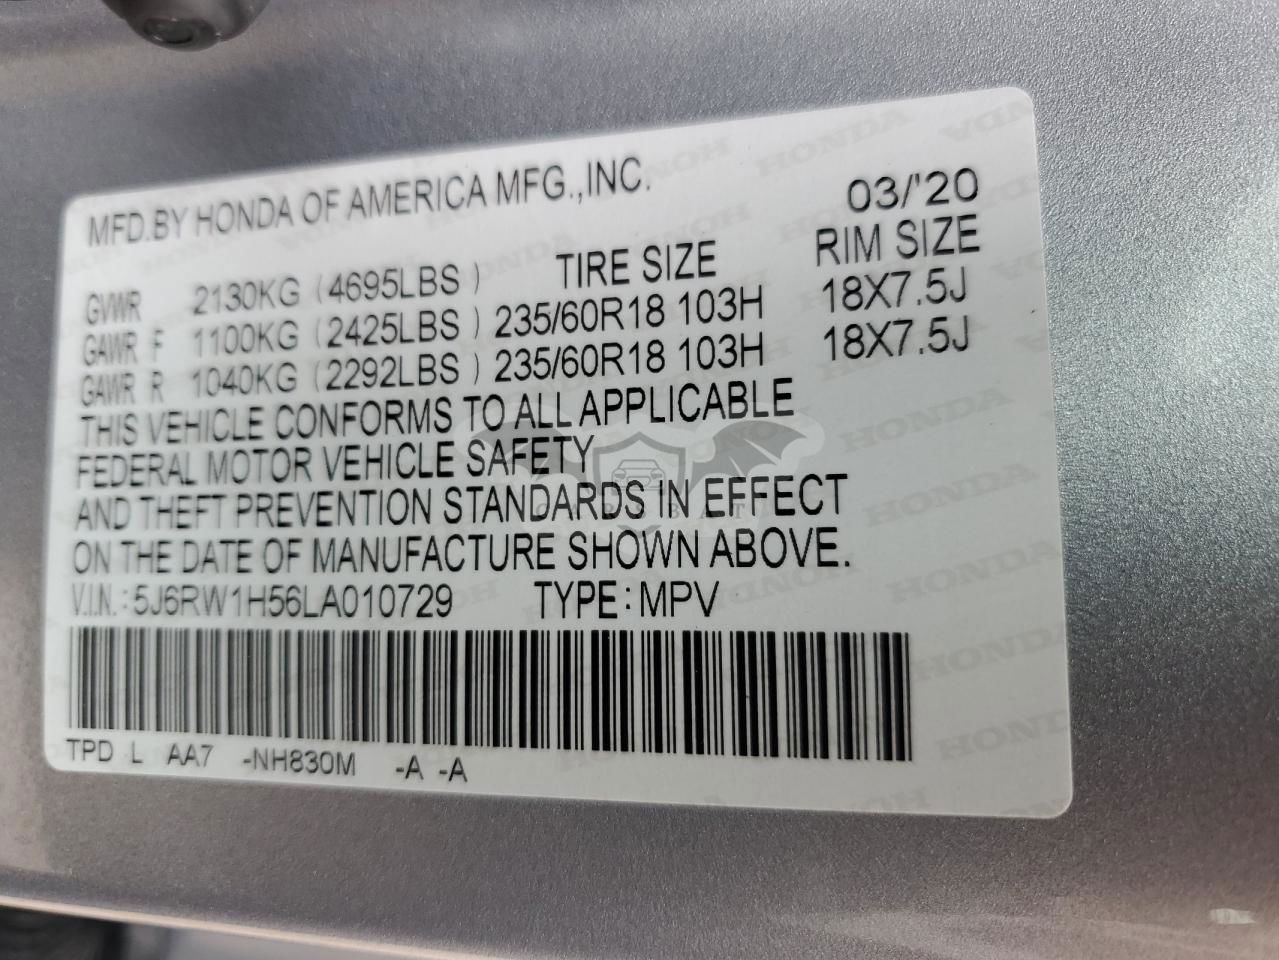 MFD.BY HONDA OF AMERICA MFG.,INC. 03/'20
GVWR 2130KG (4695LBS) TIRE SIZE RIM SIZE
GAWR F 1100KG (2425LBS) 235/60R18 103H 18X7.5J
GAWR R 1040KG (2292LBS) 235/60R18 103H 18X7.5J
THIS VEHICLE CONFORMS TO ALL APPLICABLE
FEDERAL MOTOR VEHICLE SAFETY
AND THEFT PREVENTION STANDARDS IN EFFECT
ON THE DATE OF MANUFACTURE SHOWN ABOVE.
V.I.N.: 5J6RW1H56LA010729 TYPE: MPV
TPD L AA7 -NH830M -A -A